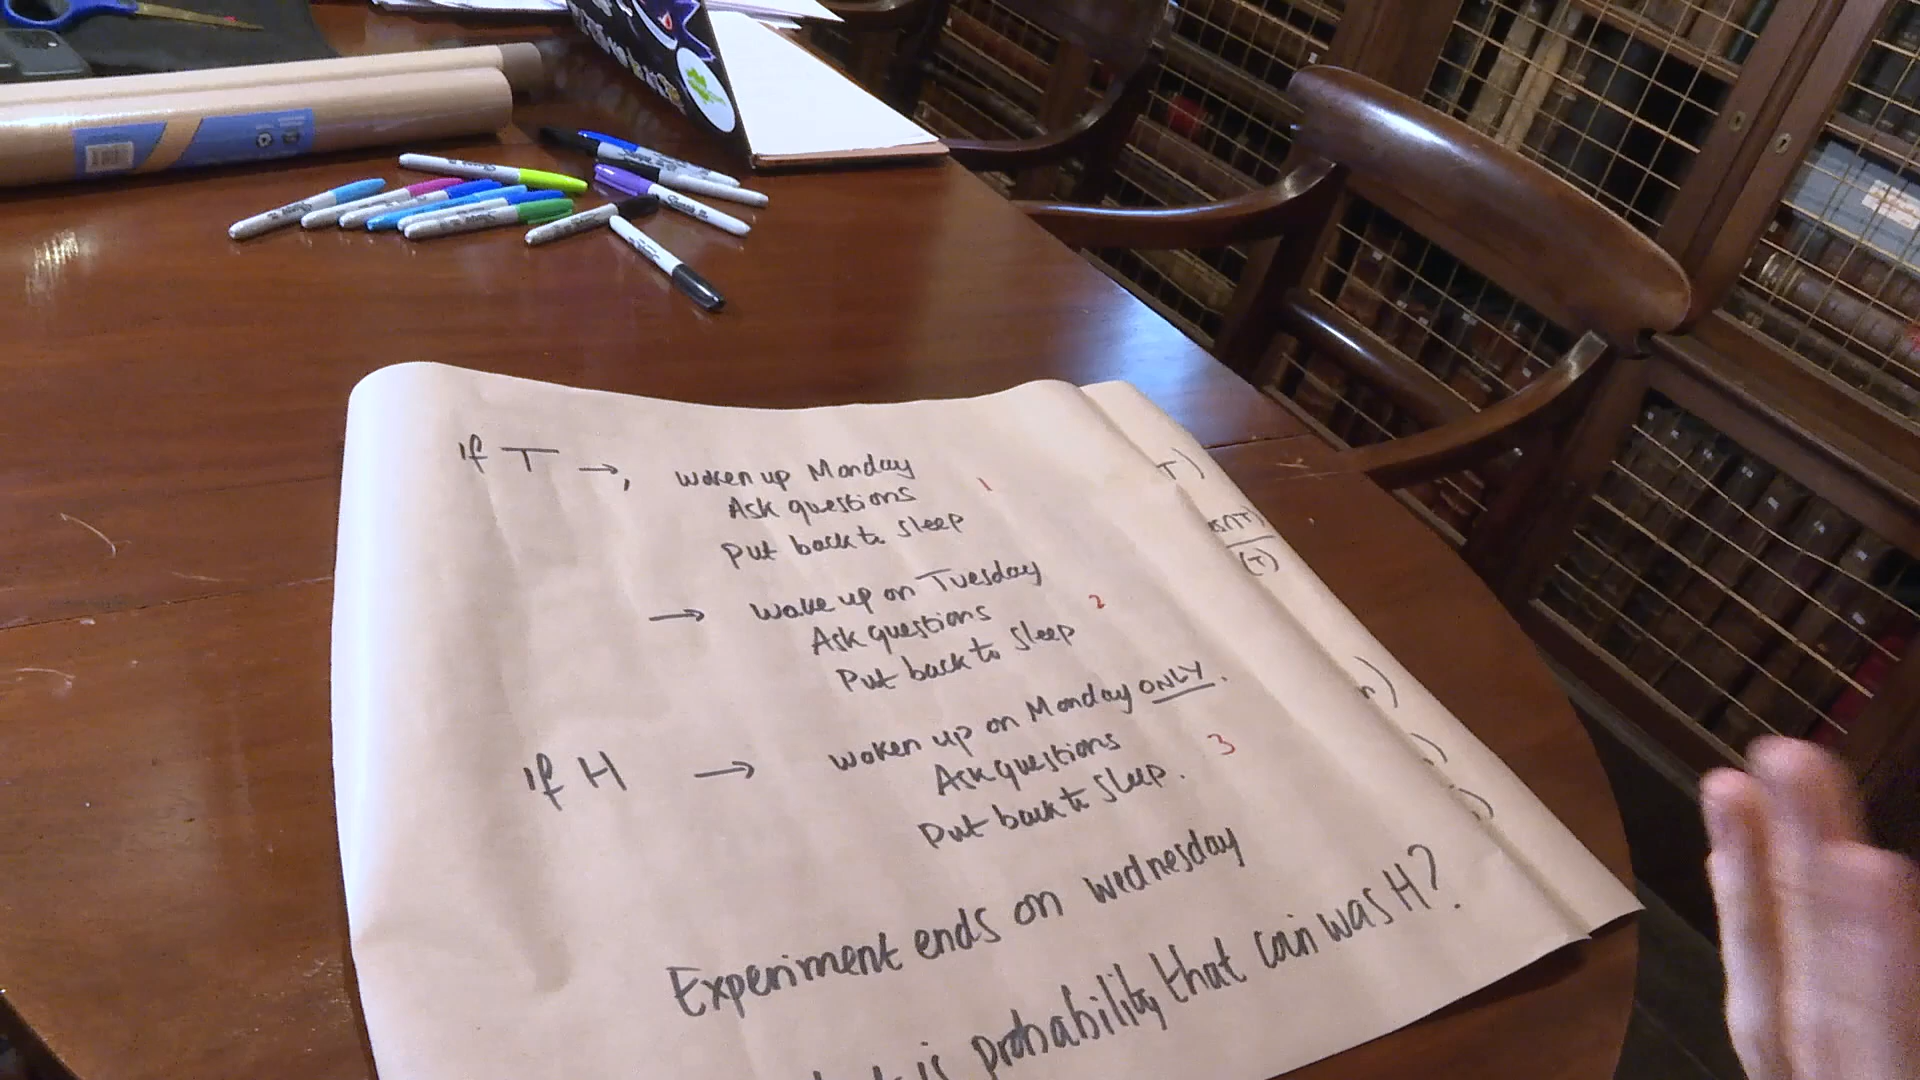 If T →, woken up Monday
Ask questions 1
Put back to sleep
→ wake up on Tuesday
Ask questions 2
Put back to sleep
If H → woken up on Monday ONLY.
Ask questions 3
Put back to sleep.
Experiment ends on wednesday
is probability that coin was H?
T)
(T)